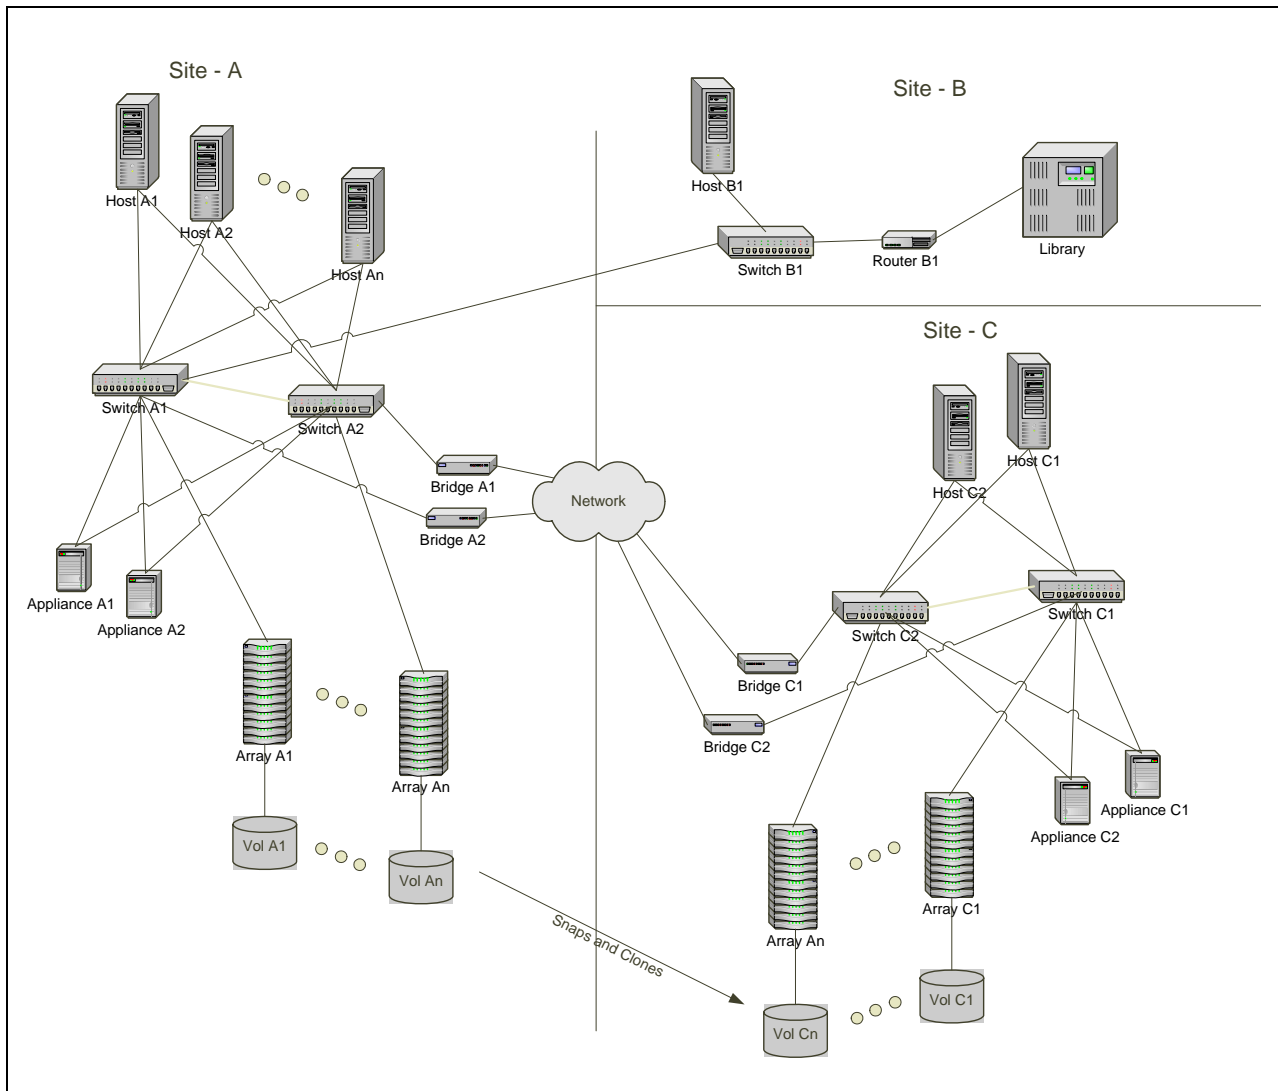 Site - A
Site - B
Host A1
Host A2
Host An
Host B1
Switch B1
Router B1
Library
Site - C
Switch A1
Switch A2
Bridge A1
Bridge A2
Network
Host C2
Host C1
Appliance A1
Appliance A2
Switch C2
Switch C1
Bridge C1
Bridge C2
Array A1
Array An
Appliance C1
Appliance C2
Vol A1
Vol An
Snaps and Clones
Array An
Array C1
Vol Cn
Vol C1